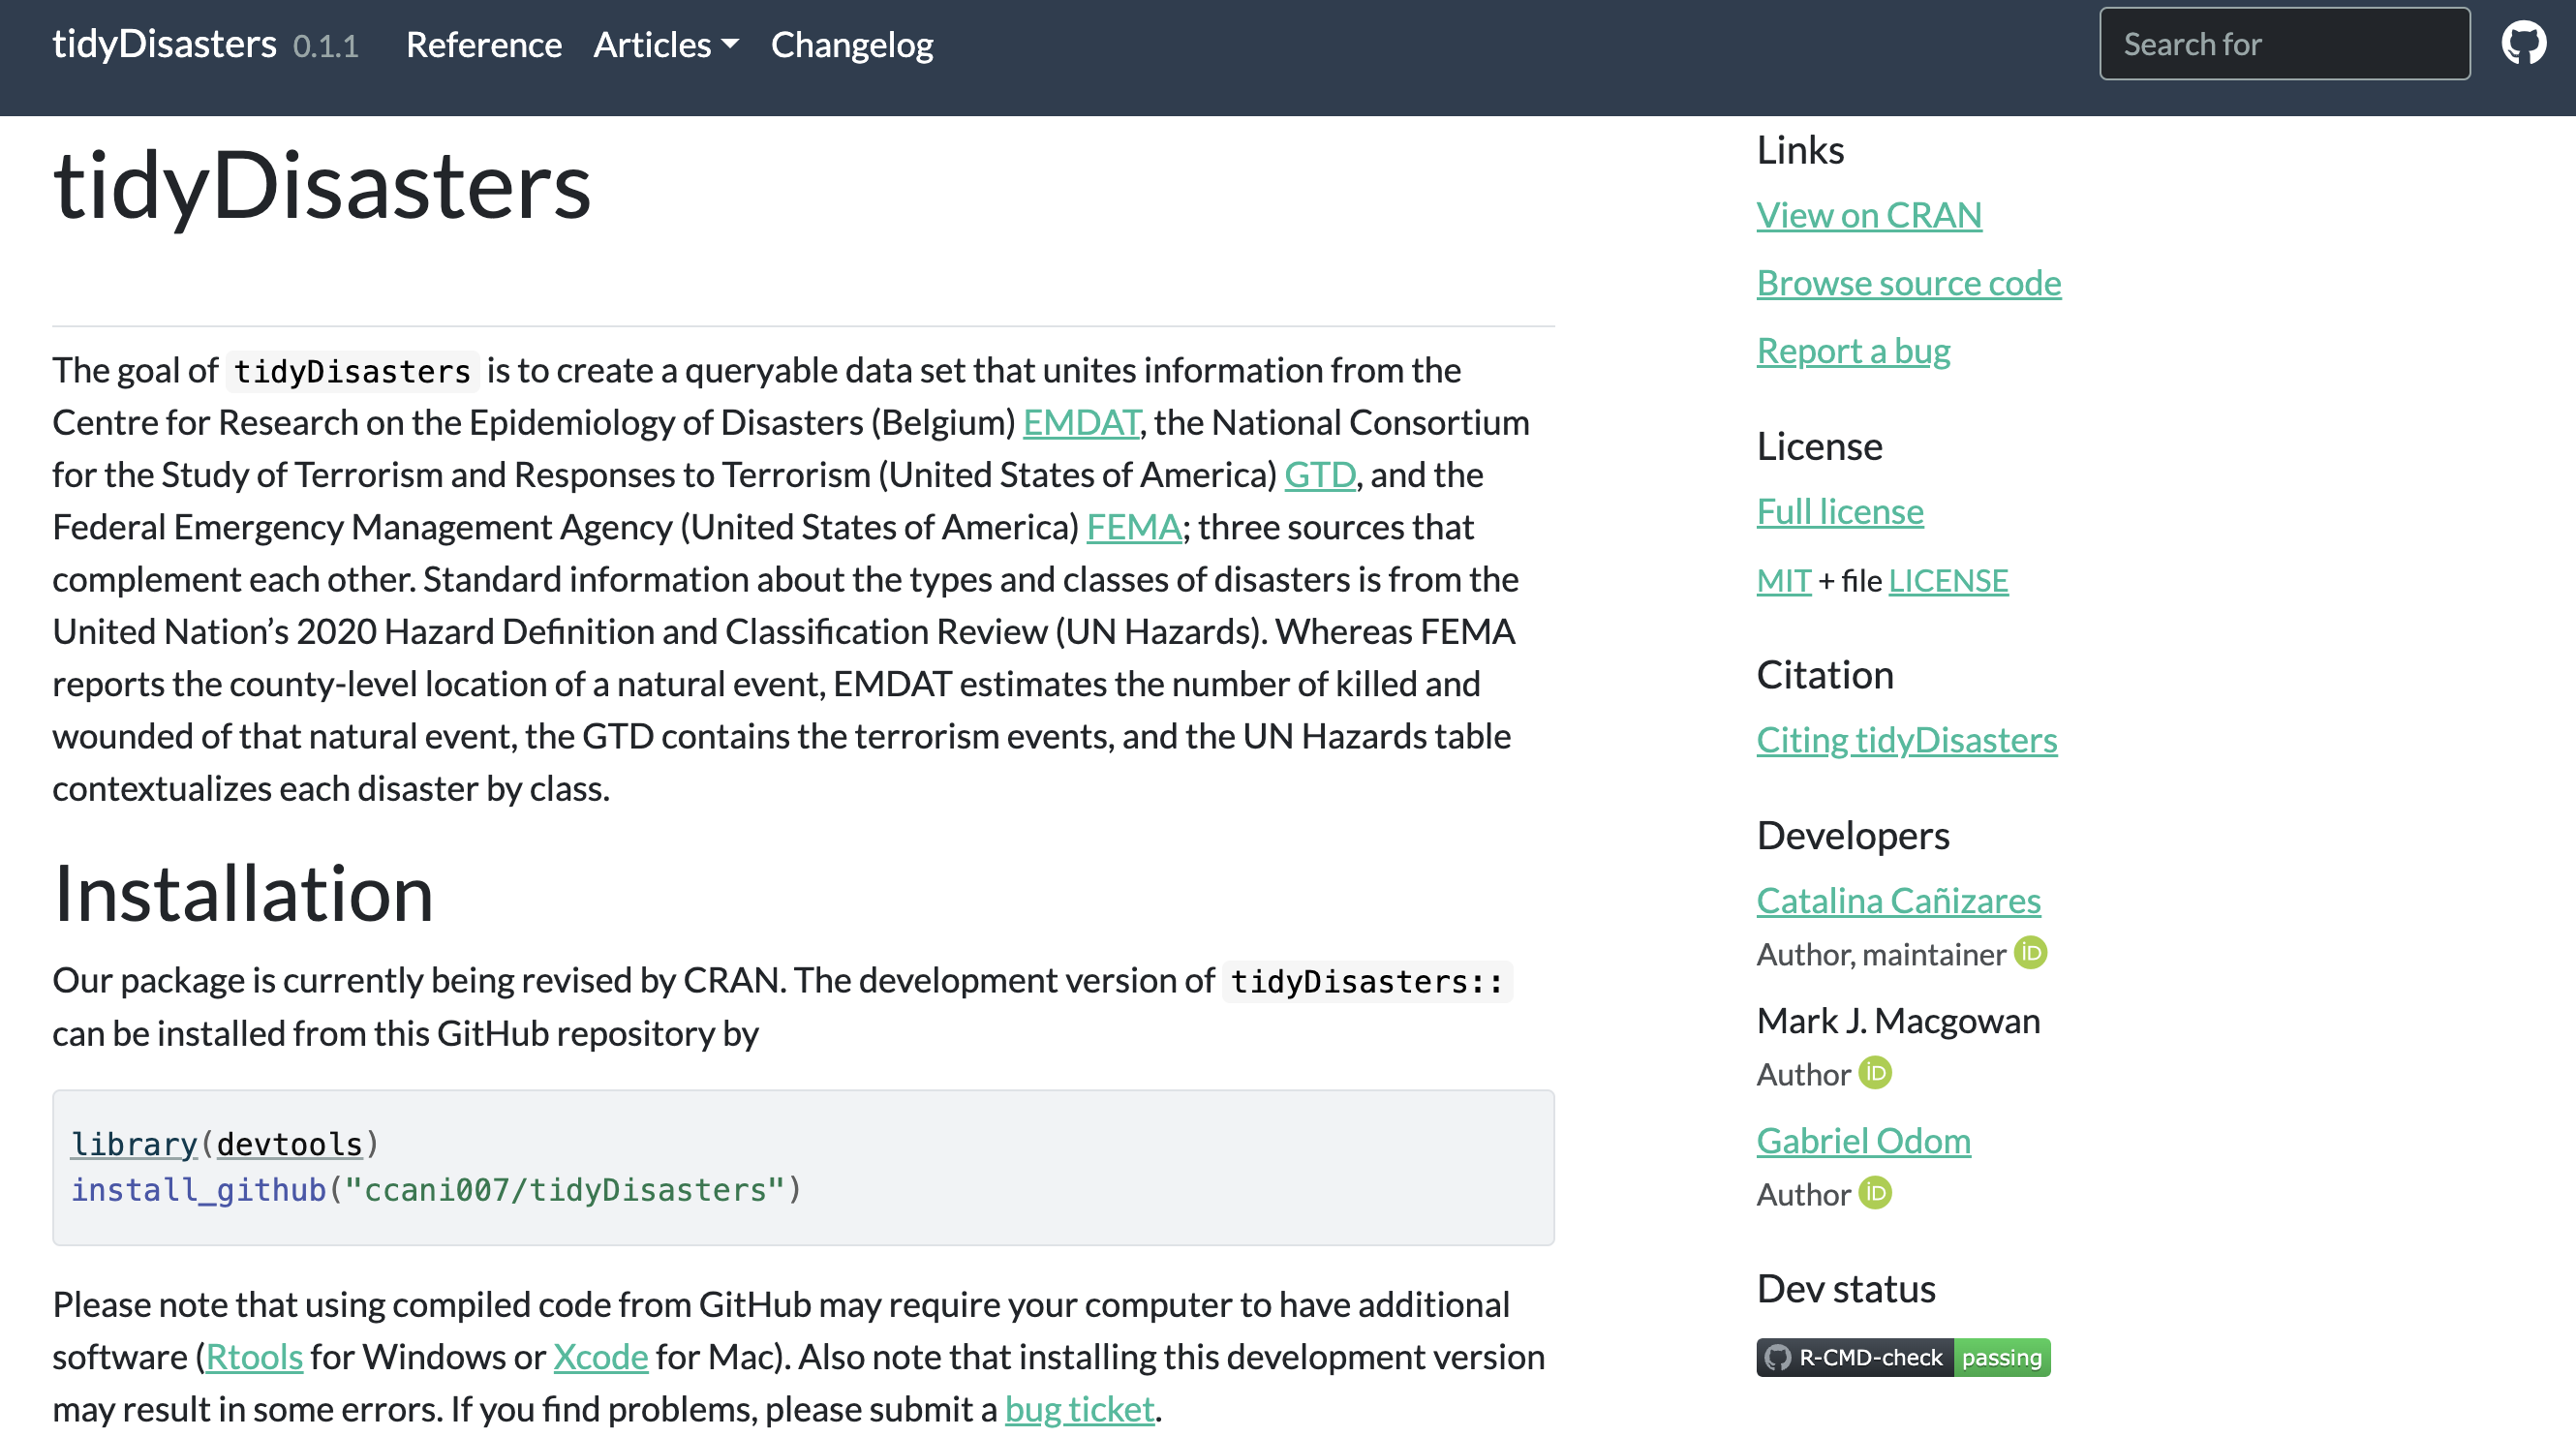 tidyDisasters 0.1.1 Reference Articles Changelog Search for
tidyDisasters
The goal of tidyDisasters is to create a queryable data set that unites information from the
Centre for Research on the Epidemiology of Disasters (Belgium) EMDAT, the National Consortium
for the Study of Terrorism and Responses to Terrorism (United States of America) GTD, and the
Federal Emergency Management Agency (United States of America) FEMA; three sources that
complement each other. Standard information about the types and classes of disasters is from the
United Nation’s 2020 Hazard Definition and Classification Review (UN Hazards). Whereas FEMA
reports the county-level location of a natural event, EMDAT estimates the number of killed and
wounded of that natural event, the GTD contains the terrorism events, and the UN Hazards table
contextualizes each disaster by class.
Installation
Our package is currently being revised by CRAN. The development version of tidyDisasters::
can be installed from this GitHub repository by
library(devtools)
install_github("ccani007/tidyDisasters")
Please note that using compiled code from GitHub may require your computer to have additional
software (Rtools for Windows or Xcode for Mac). Also note that installing this development version
may result in some errors. If you find problems, please submit a bug ticket.
Links
View on CRAN
Browse source code
Report a bug
License
Full license
MIT + file LICENSE
Citation
Citing tidyDisasters
Developers
Catalina Cañizares
Author, maintainer iD
Mark J. Macgowan
Author iD
Gabriel Odom
Author iD
Dev status
R-CMD-check passing